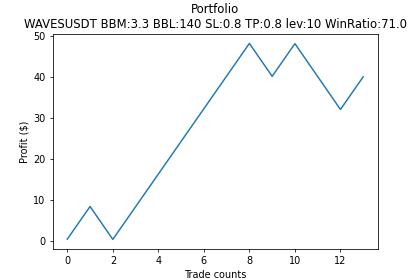 Portfolio
WAVESUSDT BBM:3.3 BBL:140 SL:0.8 TP:0.8 lev:10 WinRatio:71.0
50
40
30
20
10
0
Profit ($)
0 2 4 6 8 10 12
Trade counts